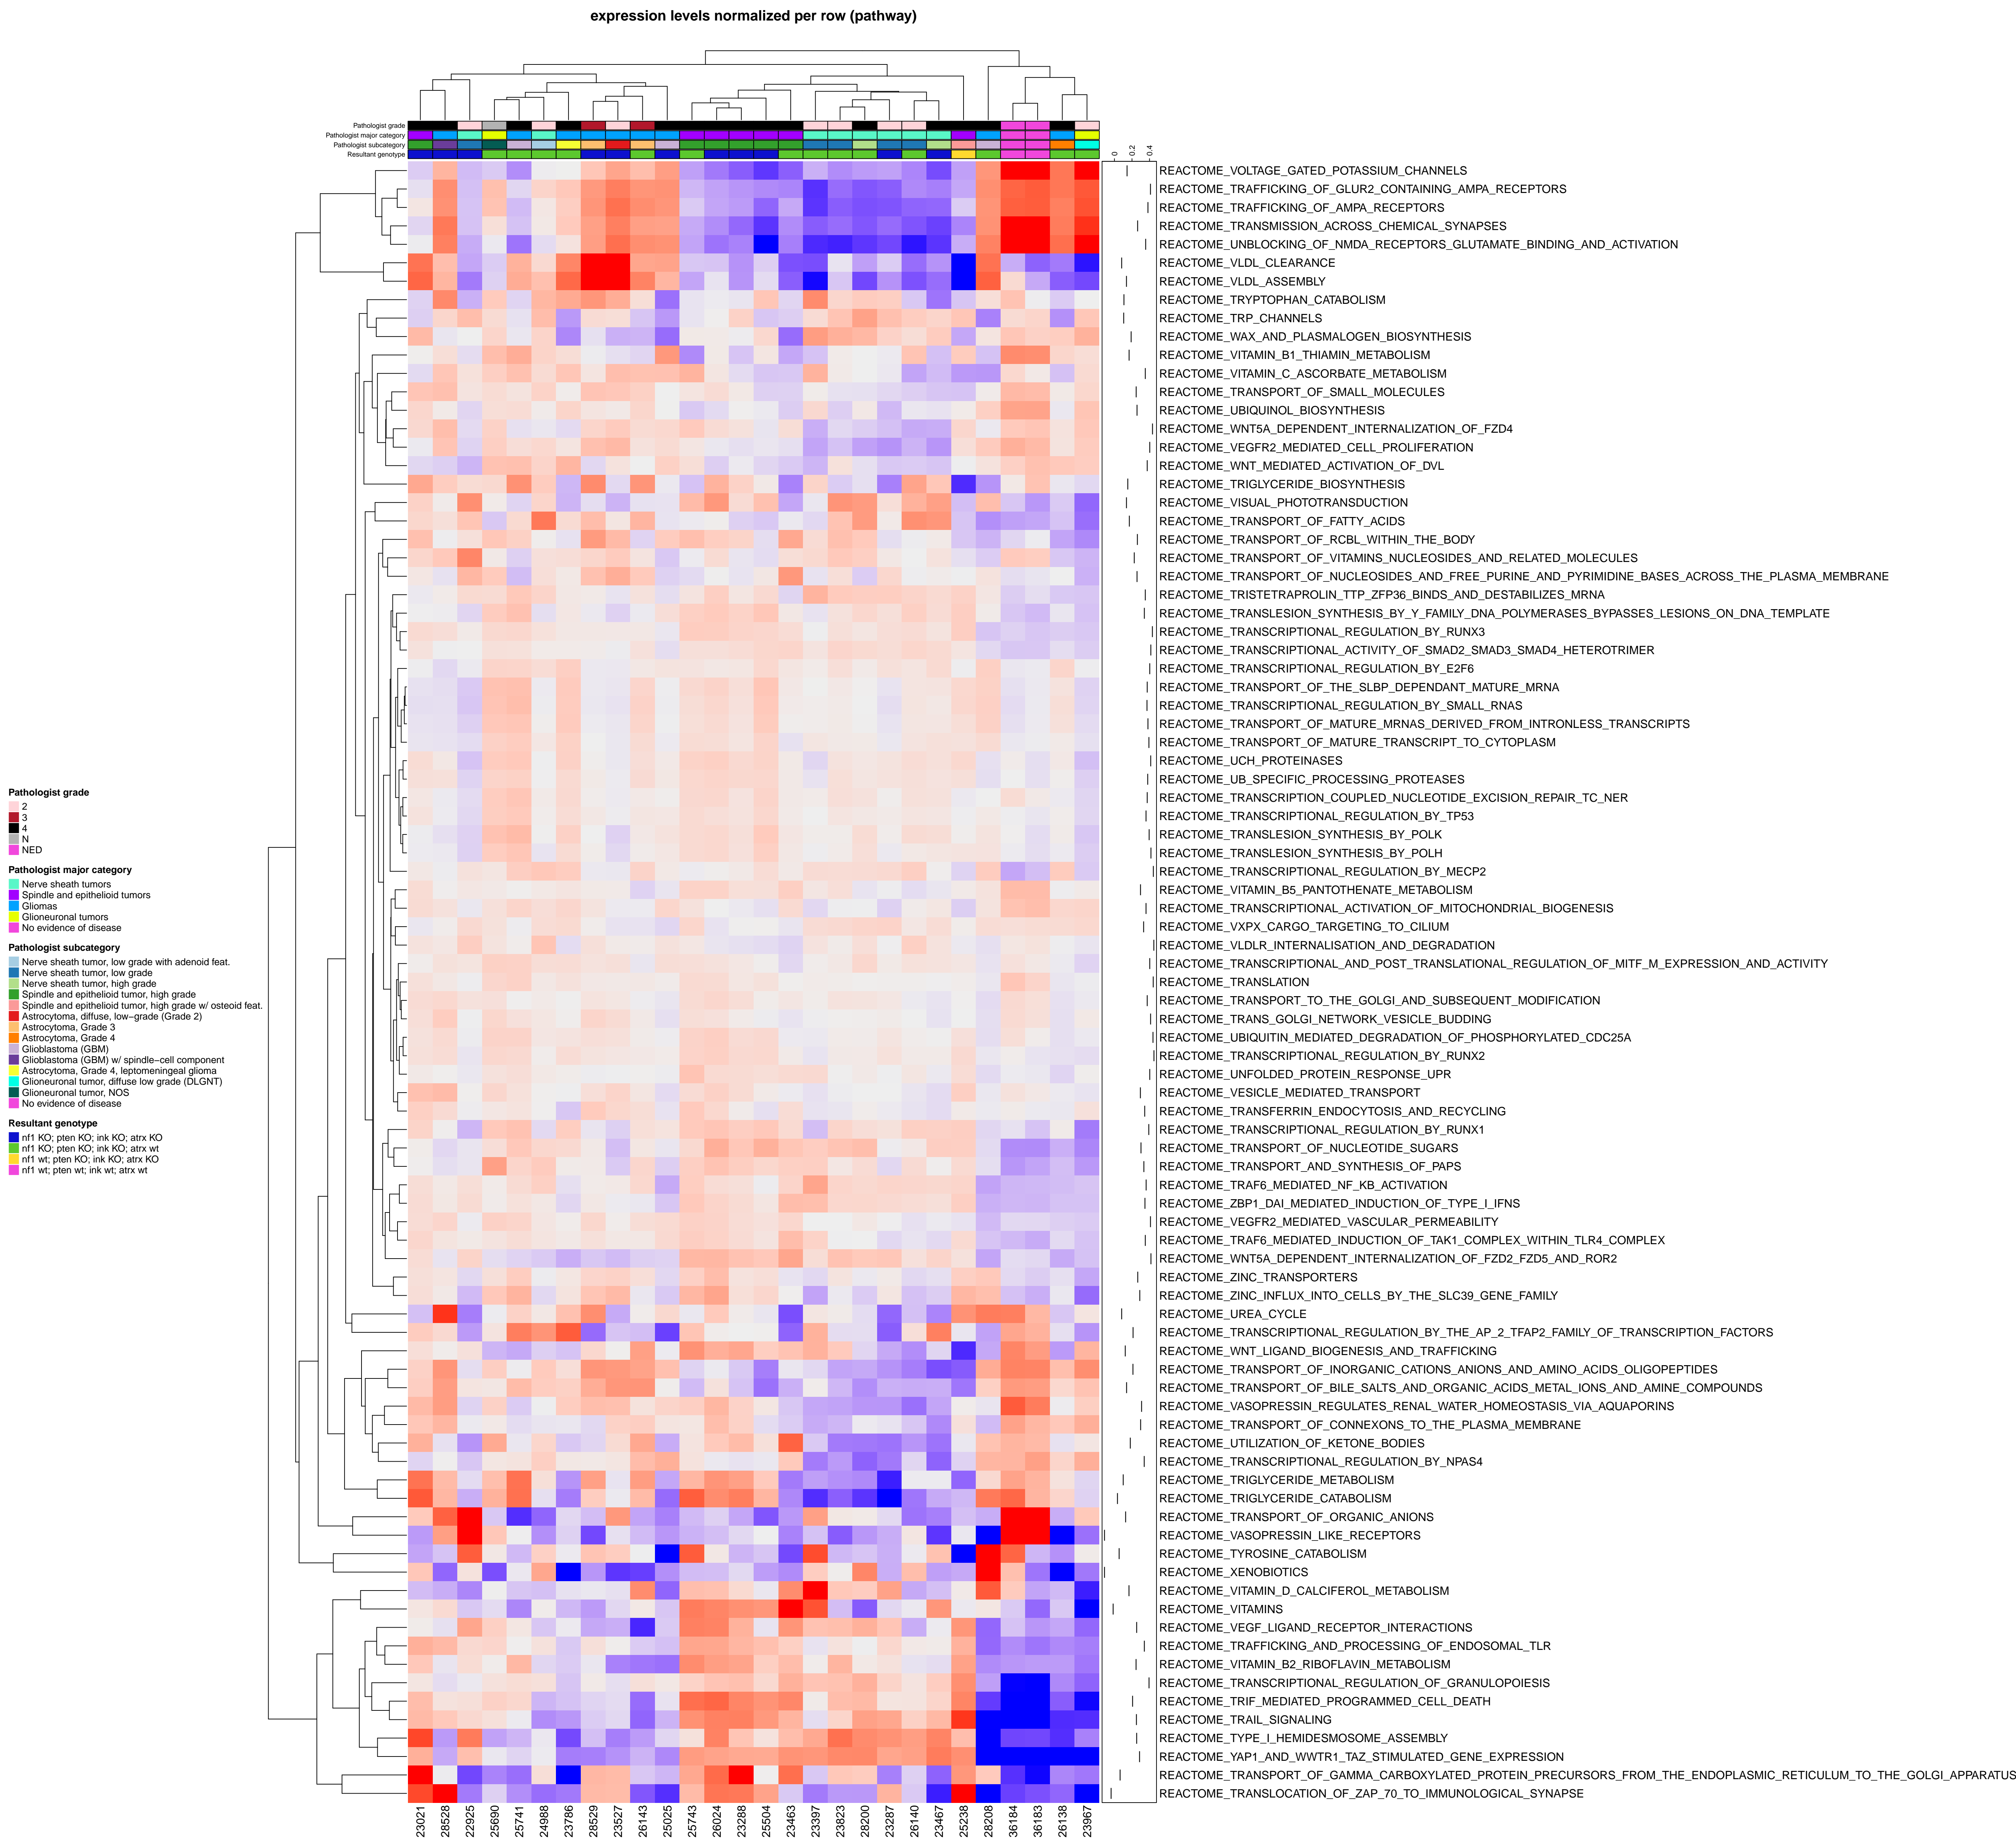 expression levels normalized per row (pathway)
Pathologist grade
Pathologist major category
Pathologist subcategory
Resultant genotype
0
0.2
0.4
REACTOME_VOLTAGE_GATED_POTASSIUM_CHANNELS
REACTOME_TRAFFICKING_OF_GLUR2_CONTAINING_AMPA_RECEPTORS
REACTOME_TRAFFICKING_OF_AMPA_RECEPTORS
REACTOME_TRANSMISSION_ACROSS_CHEMICAL_SYNAPSES
REACTOME_UNBLOCKING_OF_NMDA_RECEPTORS_GLUTAMATE_BINDING_AND_ACTIVATION
REACTOME_VLDL_CLEARANCE
REACTOME_VLDL_ASSEMBLY
REACTOME_TRYPTOPHAN_CATABOLISM
REACTOME_TRP_CHANNELS
REACTOME_WAX_AND_PLASMALOGEN_BIOSYNTHESIS
REACTOME_VITAMIN_B1_THIAMIN_METABOLISM
REACTOME_VITAMIN_C_ASCORBATE_METABOLISM
REACTOME_TRANSPORT_OF_SMALL_MOLECULES
REACTOME_UBIQUINOL_BIOSYNTHESIS
REACTOME_WNT5A_DEPENDENT_INTERNALIZATION_OF_FZD4
REACTOME_VEGFR2_MEDIATED_CELL_PROLIFERATION
REACTOME_WNT_MEDIATED_ACTIVATION_OF_DVL
REACTOME_TRIGLYCERIDE_BIOSYNTHESIS
REACTOME_VISUAL_PHOTOTRANSDUCTION
REACTOME_TRANSPORT_OF_FATTY_ACIDS
REACTOME_TRANSPORT_OF_RCBL_WITHIN_THE_BODY
REACTOME_TRANSPORT_OF_VITAMINS_NUCLEOSIDES_AND_RELATED_MOLECULES
REACTOME_TRANSPORT_OF_NUCLEOSIDES_AND_FREE_PURINE_AND_PYRIMIDINE_BASES_ACROSS_THE_PLASMA_MEMBRANE
REACTOME_TRISTETRAPROLIN_TTP_ZFP36_BINDS_AND_DESTABILIZES_MRNA
REACTOME_TRANSLESION_SYNTHESIS_BY_Y_FAMILY_DNA_POLYMERASES_BYPASSES_LESIONS_ON_DNA_TEMPLATE
REACTOME_TRANSCRIPTIONAL_REGULATION_BY_RUNX3
REACTOME_TRANSCRIPTIONAL_ACTIVITY_OF_SMAD2_SMAD3_SMAD4_HETEROTRIMER
REACTOME_TRANSCRIPTIONAL_REGULATION_BY_E2F6
REACTOME_TRANSPORT_OF_THE_SLBP_DEPENDANT_MATURE_MRNA
REACTOME_TRANSCRIPTIONAL_REGULATION_BY_SMALL_RNAS
REACTOME_TRANSPORT_OF_MATURE_MRNAS_DERIVED_FROM_INTRONLESS_TRANSCRIPTS
REACTOME_TRANSPORT_OF_MATURE_TRANSCRIPT_TO_CYTOPLASM
REACTOME_UCH_PROTEINASES
REACTOME_UB_SPECIFIC_PROCESSING_PROTEASES
REACTOME_TRANSCRIPTION_COUPLED_NUCLEOTIDE_EXCISION_REPAIR_TC_NER
REACTOME_TRANSCRIPTIONAL_REGULATION_BY_TP53
REACTOME_TRANSLESION_SYNTHESIS_BY_POLK
REACTOME_TRANSLESION_SYNTHESIS_BY_POLH
REACTOME_TRANSCRIPTIONAL_REGULATION_BY_MECP2
REACTOME_VITAMIN_B5_PANTOTHENATE_METABOLISM
REACTOME_TRANSCRIPTIONAL_ACTIVATION_OF_MITOCHONDRIAL_BIOGENESIS
REACTOME_VXPX_CARGO_TARGETING_TO_CILIUM
REACTOME_VLDLR_INTERNALISATION_AND_DEGRADATION
REACTOME_TRANSCRIPTIONAL_AND_POST_TRANSLATIONAL_REGULATION_OF_MITF_M_EXPRESSION_AND_ACTIVITY
REACTOME_TRANSLATION
REACTOME_TRANSPORT_TO_THE_GOLGI_AND_SUBSEQUENT_MODIFICATION
REACTOME_TRANS_GOLGI_NETWORK_VESICLE_BUDDING
REACTOME_UBIQUITIN_MEDIATED_DEGRADATION_OF_PHOSPHORYLATED_CDC25A
REACTOME_TRANSCRIPTIONAL_REGULATION_BY_RUNX2
REACTOME_UNFOLDED_PROTEIN_RESPONSE_UPR
REACTOME_VESICLE_MEDIATED_TRANSPORT
REACTOME_TRANSFERRIN_ENDOCYTOSIS_AND_RECYCLING
REACTOME_TRANSCRIPTIONAL_REGULATION_BY_RUNX1
REACTOME_TRANSPORT_OF_NUCLEOTIDE_SUGARS
REACTOME_TRANSPORT_AND_SYNTHESIS_OF_PAPS
REACTOME_TRAF6_MEDIATED_NF_KB_ACTIVATION
REACTOME_ZBP1_DAI_MEDIATED_INDUCTION_OF_TYPE_I_IFNS
REACTOME_VEGFR2_MEDIATED_VASCULAR_PERMEABILITY
REACTOME_TRAF6_MEDIATED_INDUCTION_OF_TAK1_COMPLEX_WITHIN_TLR4_COMPLEX
REACTOME_WNT5A_DEPENDENT_INTERNALIZATION_OF_FZD2_FZD5_AND_ROR2
REACTOME_ZINC_TRANSPORTERS
REACTOME_ZINC_INFLUX_INTO_CELLS_BY_THE_SLC39_GENE_FAMILY
REACTOME_UREA_CYCLE
REACTOME_TRANSCRIPTIONAL_REGULATION_BY_THE_AP_2_TFAP2_FAMILY_OF_TRANSCRIPTION_FACTORS
REACTOME_WNT_LIGAND_BIOGENESIS_AND_TRAFFICKING
REACTOME_TRANSPORT_OF_INORGANIC_CATIONS_ANIONS_AND_AMINO_ACIDS_OLIGOPEPTIDES
REACTOME_TRANSPORT_OF_BILE_SALTS_AND_ORGANIC_ACIDS_METAL_IONS_AND_AMINE_COMPOUNDS
REACTOME_VASOPRESSIN_REGULATES_RENAL_WATER_HOMEOSTASIS_VIA_AQUAPORINS
REACTOME_TRANSPORT_OF_CONNEXONS_TO_THE_PLASMA_MEMBRANE
REACTOME_UTILIZATION_OF_KETONE_BODIES
REACTOME_TRANSCRIPTIONAL_REGULATION_BY_NPAS4
REACTOME_TRIGLYCERIDE_METABOLISM
REACTOME_TRIGLYCERIDE_CATABOLISM
REACTOME_TRANSPORT_OF_ORGANIC_ANIONS
REACTOME_VASOPRESSIN_LIKE_RECEPTORS
REACTOME_TYROSINE_CATABOLISM
REACTOME_XENOBIOTICS
REACTOME_VITAMIN_D_CALCIFEROL_METABOLISM
REACTOME_VITAMINS
REACTOME_VEGF_LIGAND_RECEPTOR_INTERACTIONS
REACTOME_TRAFFICKING_AND_PROCESSING_OF_ENDOSOMAL_TLR
REACTOME_VITAMIN_B2_RIBOFLAVIN_METABOLISM
REACTOME_TRANSCRIPTIONAL_REGULATION_OF_GRANULOPOIESIS
REACTOME_TRIF_MEDIATED_PROGRAMMED_CELL_DEATH
REACTOME_TRAIL_SIGNALING
REACTOME_TYPE_I_HEMIDESMOSOME_ASSEMBLY
REACTOME_YAP1_AND_WWTR1_TAZ_STIMULATED_GENE_EXPRESSION
REACTOME_TRANSPORT_OF_GAMMA_CARBOXYLATED_PROTEIN_PRECURSORS_FROM_THE_ENDOPLASMIC_RETICULUM_TO_THE_GOLGI_APPARATUS
REACTOME_TRANSLOCATION_OF_ZAP_70_TO_IMMUNOLOGICAL_SYNAPSE
Pathologist grade
2
3
4
N
NED
Pathologist major category
Nerve sheath tumors
Spindle and epithelioid tumors
Gliomas
Glioneuronal tumors
No evidence of disease
Pathologist subcategory
Nerve sheath tumor, low grade with adenoid feat.
Nerve sheath tumor, low grade
Nerve sheath tumor, high grade
Spindle and epithelioid tumor, high grade
Spindle and epithelioid tumor, high grade w/ osteoid feat.
Astrocytoma, diffuse, low−grade (Grade 2)
Astrocytoma, Grade 3
Astrocytoma, Grade 4
Glioblastoma (GBM)
Glioblastoma (GBM) w/ spindle−cell component
Astrocytoma, Grade 4, leptomeningeal glioma
Glioneuronal tumor, diffuse low grade (DLGNT)
Glioneuronal tumor, NOS
No evidence of disease
Resultant genotype
nf1 KO; pten KO; ink KO; atrx KO
nf1 KO; pten KO; ink KO; atrx wt
nf1 wt; pten KO; ink KO; atrx KO
nf1 wt; pten wt; ink wt; atrx wt
23021
28528
22925
25690
25741
24988
23786
28529
23527
26143
25025
25743
26024
23288
25504
23463
23397
23823
28200
23287
26140
23467
25238
28208
36184
36183
26138
23967